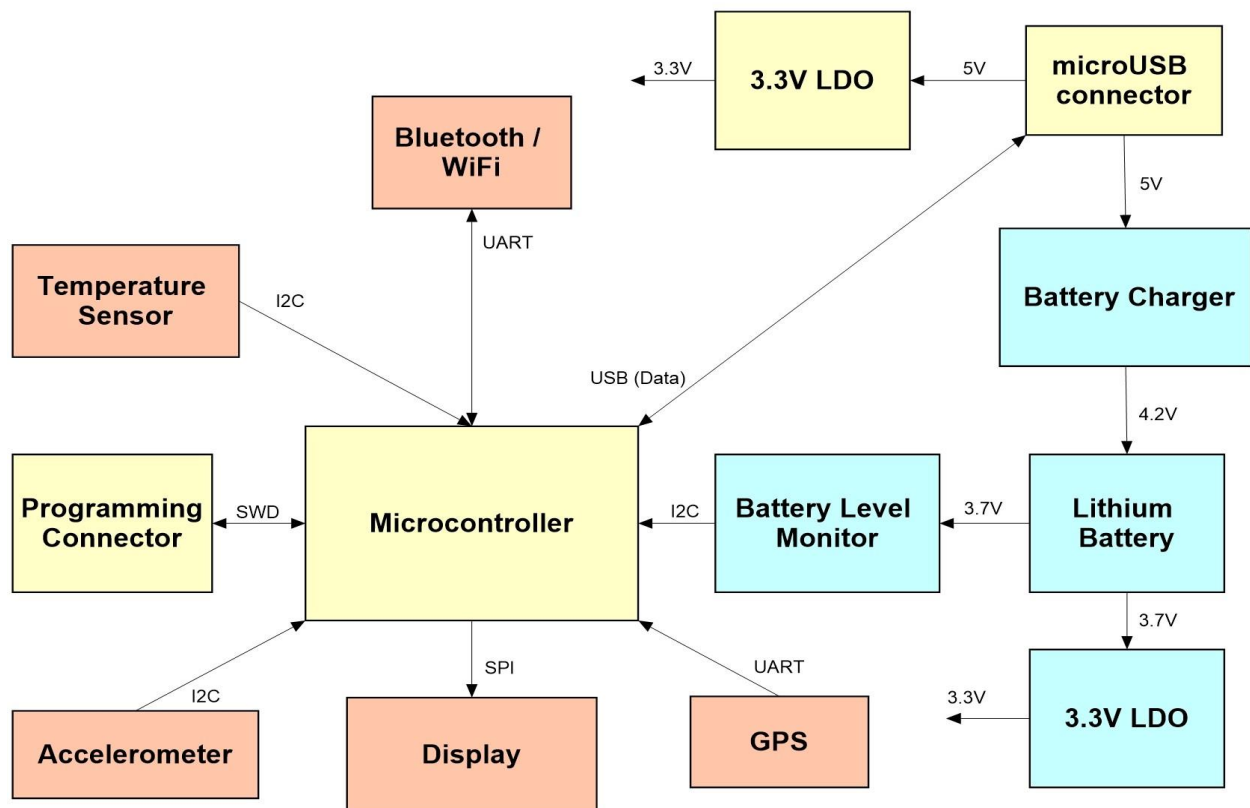 3.3V
3.3V LDO
5V
microUSB
connector
Bluetooth /
WiFi
5V
UART
Temperature
Sensor
I2C
Battery Charger
USB (Data)
4.2V
Programming
Connector
SWD
Microcontroller
I2C
Battery Level
Monitor
3.7V
Lithium
Battery
3.7V
SPI
UART
I2C
Accelerometer
Display
GPS
3.3V
3.3V LDO